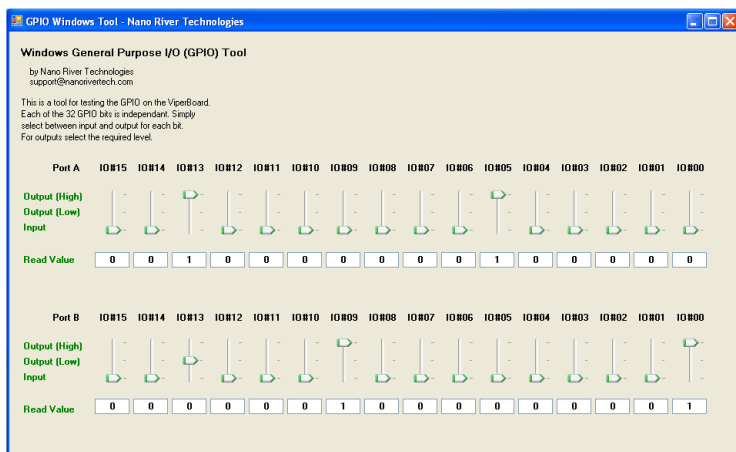 GPIO Windows Tool - Nano River Technologies
Windows General Purpose I/O (GPIO) Tool
by Nano River Technologies
support@nanorivertech.com
This is a tool for testing the GPIO on the ViperBoard.
Each of the 32 GPIO bits is independant. Simply
select between input and output for each bit.
For outputs select the required level.
Port A IO#15 IO#14 IO#13 IO#12 IO#11 IO#10 IO#09 IO#08 IO#07 IO#06 IO#05 IO#04 IO#03 IO#02 IO#01 IO#00
Output (High)
Output (Low)
Input
Read Value 0 0 1 0 0 0 0 0 0 0 1 0 0 0 0 0
Port B IO#15 IO#14 IO#13 IO#12 IO#11 IO#10 IO#09 IO#08 IO#07 IO#06 IO#05 IO#04 IO#03 IO#02 IO#01 IO#00
Output (High)
Output (Low)
Input
Read Value 0 0 0 0 0 0 1 0 0 0 0 0 0 0 0 1